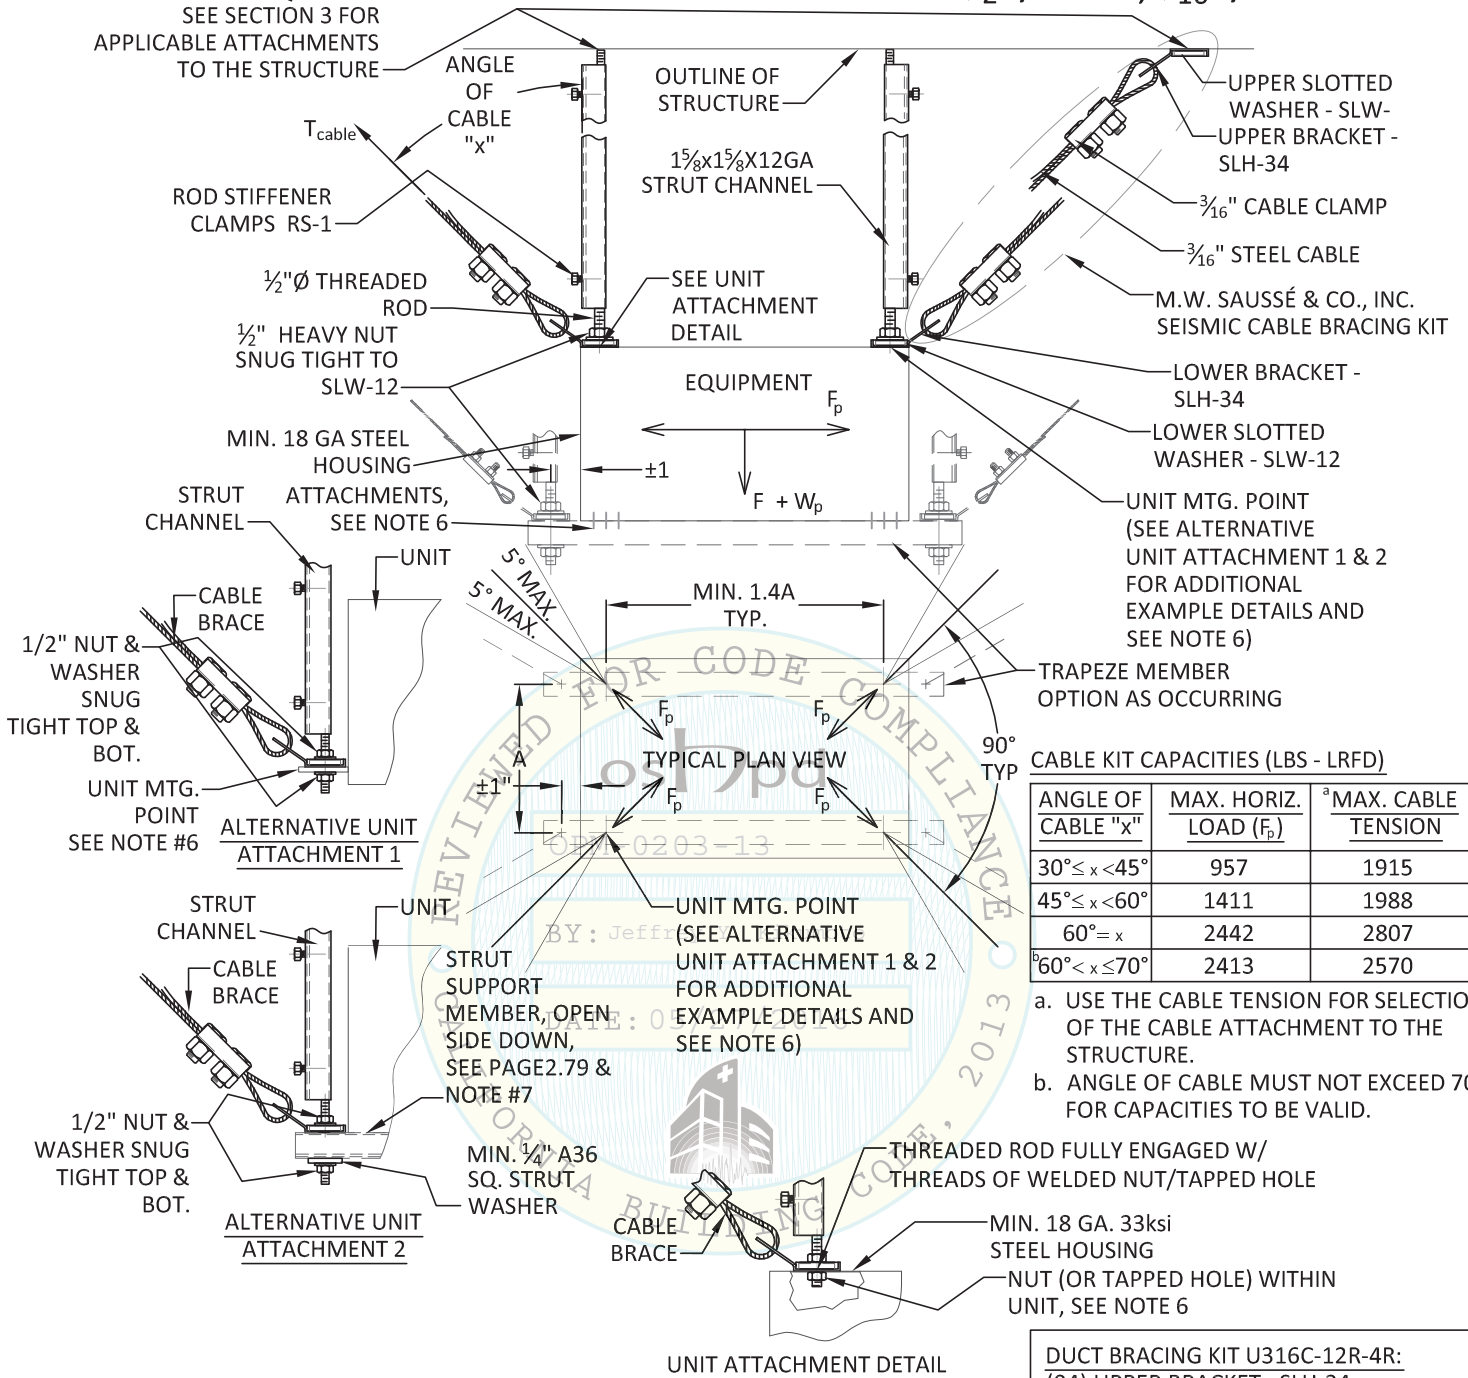 SEE SECTION 3 FOR
APPLICABLE ATTACHMENTS
TO THE STRUCTURE
ANGLE
OF
CABLE
"x"
OUTLINE OF
STRUCTURE
UPPER SLOTTED
WASHER - SLW-
UPPER BRACKET -
SLH-34
Tcable
1⅝x1⅝X12GA
STRUT CHANNEL
ROD STIFFENER
CLAMPS RS-1
3/16" CABLE CLAMP
3/16" STEEL CABLE
½"Ø THREADED
ROD
SEE UNIT
ATTACHMENT
DETAIL
M.W. SAUSSÉ & CO., INC.
SEISMIC CABLE BRACING KIT
½" HEAVY NUT
SNUG TIGHT TO
SLW-12
EQUIPMENT
Fp
LOWER BRACKET -
SLH-34
LOWER SLOTTED
WASHER - SLW-12
MIN. 18 GA STEEL
HOUSING
±1
F + Wp
ATTACHMENTS,
SEE NOTE 6
STRUT
CHANNEL
UNIT
UNIT MTG. POINT
(SEE ALTERNATIVE
UNIT ATTACHMENT 1 & 2
FOR ADDITIONAL
EXAMPLE DETAILS AND
SEE NOTE 6)
5° MAX.
5° MAX.
MIN. 1.4A
TYP.
CABLE
BRACE
1/2" NUT &
WASHER
SNUG
TIGHT TOP &
BOT.
TRAPEZE MEMBER
OPTION AS OCCURRING
Fp
Fp
A
TYPICAL PLAN VIEW
90°
TYP
±1"
Fp
Fp
UNIT MTG.
POINT
SEE NOTE #6
ALTERNATIVE UNIT
ATTACHMENT 1
CABLE KIT CAPACITIES (LBS - LRFD)
ANGLE OF CABLE "x" MAX. HORIZ. LOAD (Fp) a MAX. CABLE TENSION
30°≤ x <45° 957 1915
45°≤ x <60° 1411 1988
60°= x 2442 2807
b 60°< x ≤70° 2413 2570
a. USE THE CABLE TENSION FOR SELECTIO
OF THE CABLE ATTACHMENT TO THE
STRUCTURE.
b. ANGLE OF CABLE MUST NOT EXCEED 70
FOR CAPACITIES TO BE VALID.
STRUT
CHANNEL
UNIT
CABLE
BRACE
STRUT
SUPPORT
MEMBER, OPEN
SIDE DOWN,
SEE PAGE2.79 &
NOTE #7
UNIT MTG. POINT
(SEE ALTERNATIVE
UNIT ATTACHMENT 1 & 2
FOR ADDITIONAL
EXAMPLE DETAILS AND
SEE NOTE 6)
1/2" NUT &
WASHER SNUG
TIGHT TOP &
BOT.
MIN. ¼" A36
SQ. STRUT
WASHER
ALTERNATIVE UNIT
ATTACHMENT 2
THREADED ROD FULLY ENGAGED W/
THREADS OF WELDED NUT/TAPPED HOLE
CABLE
BRACE
MIN. 18 GA. 33ksi
STEEL HOUSING
NUT (OR TAPPED HOLE) WITHIN
UNIT, SEE NOTE 6
UNIT ATTACHMENT DETAIL
DUCT BRACING KIT U316C-12R-4R:
REVIEWED FOR CODE COMPLIANCE
oshpd
0203-13
BY:
DATE:
CALIFORNIA BUILDING CODE, 2013